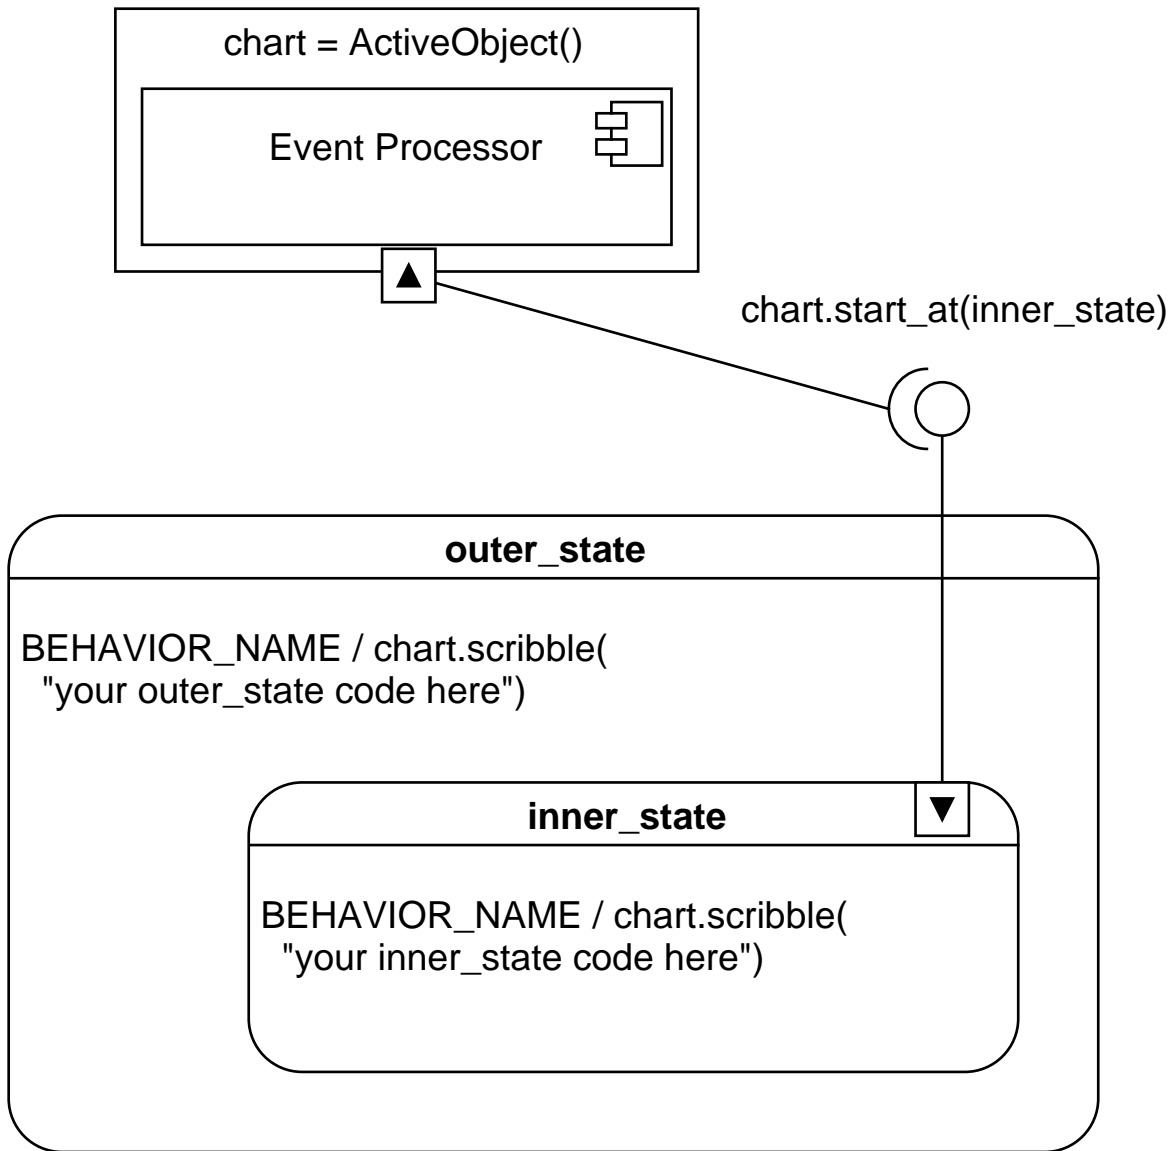 chart = ActiveObject()
Event Processor
chart.start_at(inner_state)
outer_state
BEHAVIOR_NAME / chart.scribble(
"your outer_state code here")
inner_state
BEHAVIOR_NAME / chart.scribble(
"your inner_state code here")